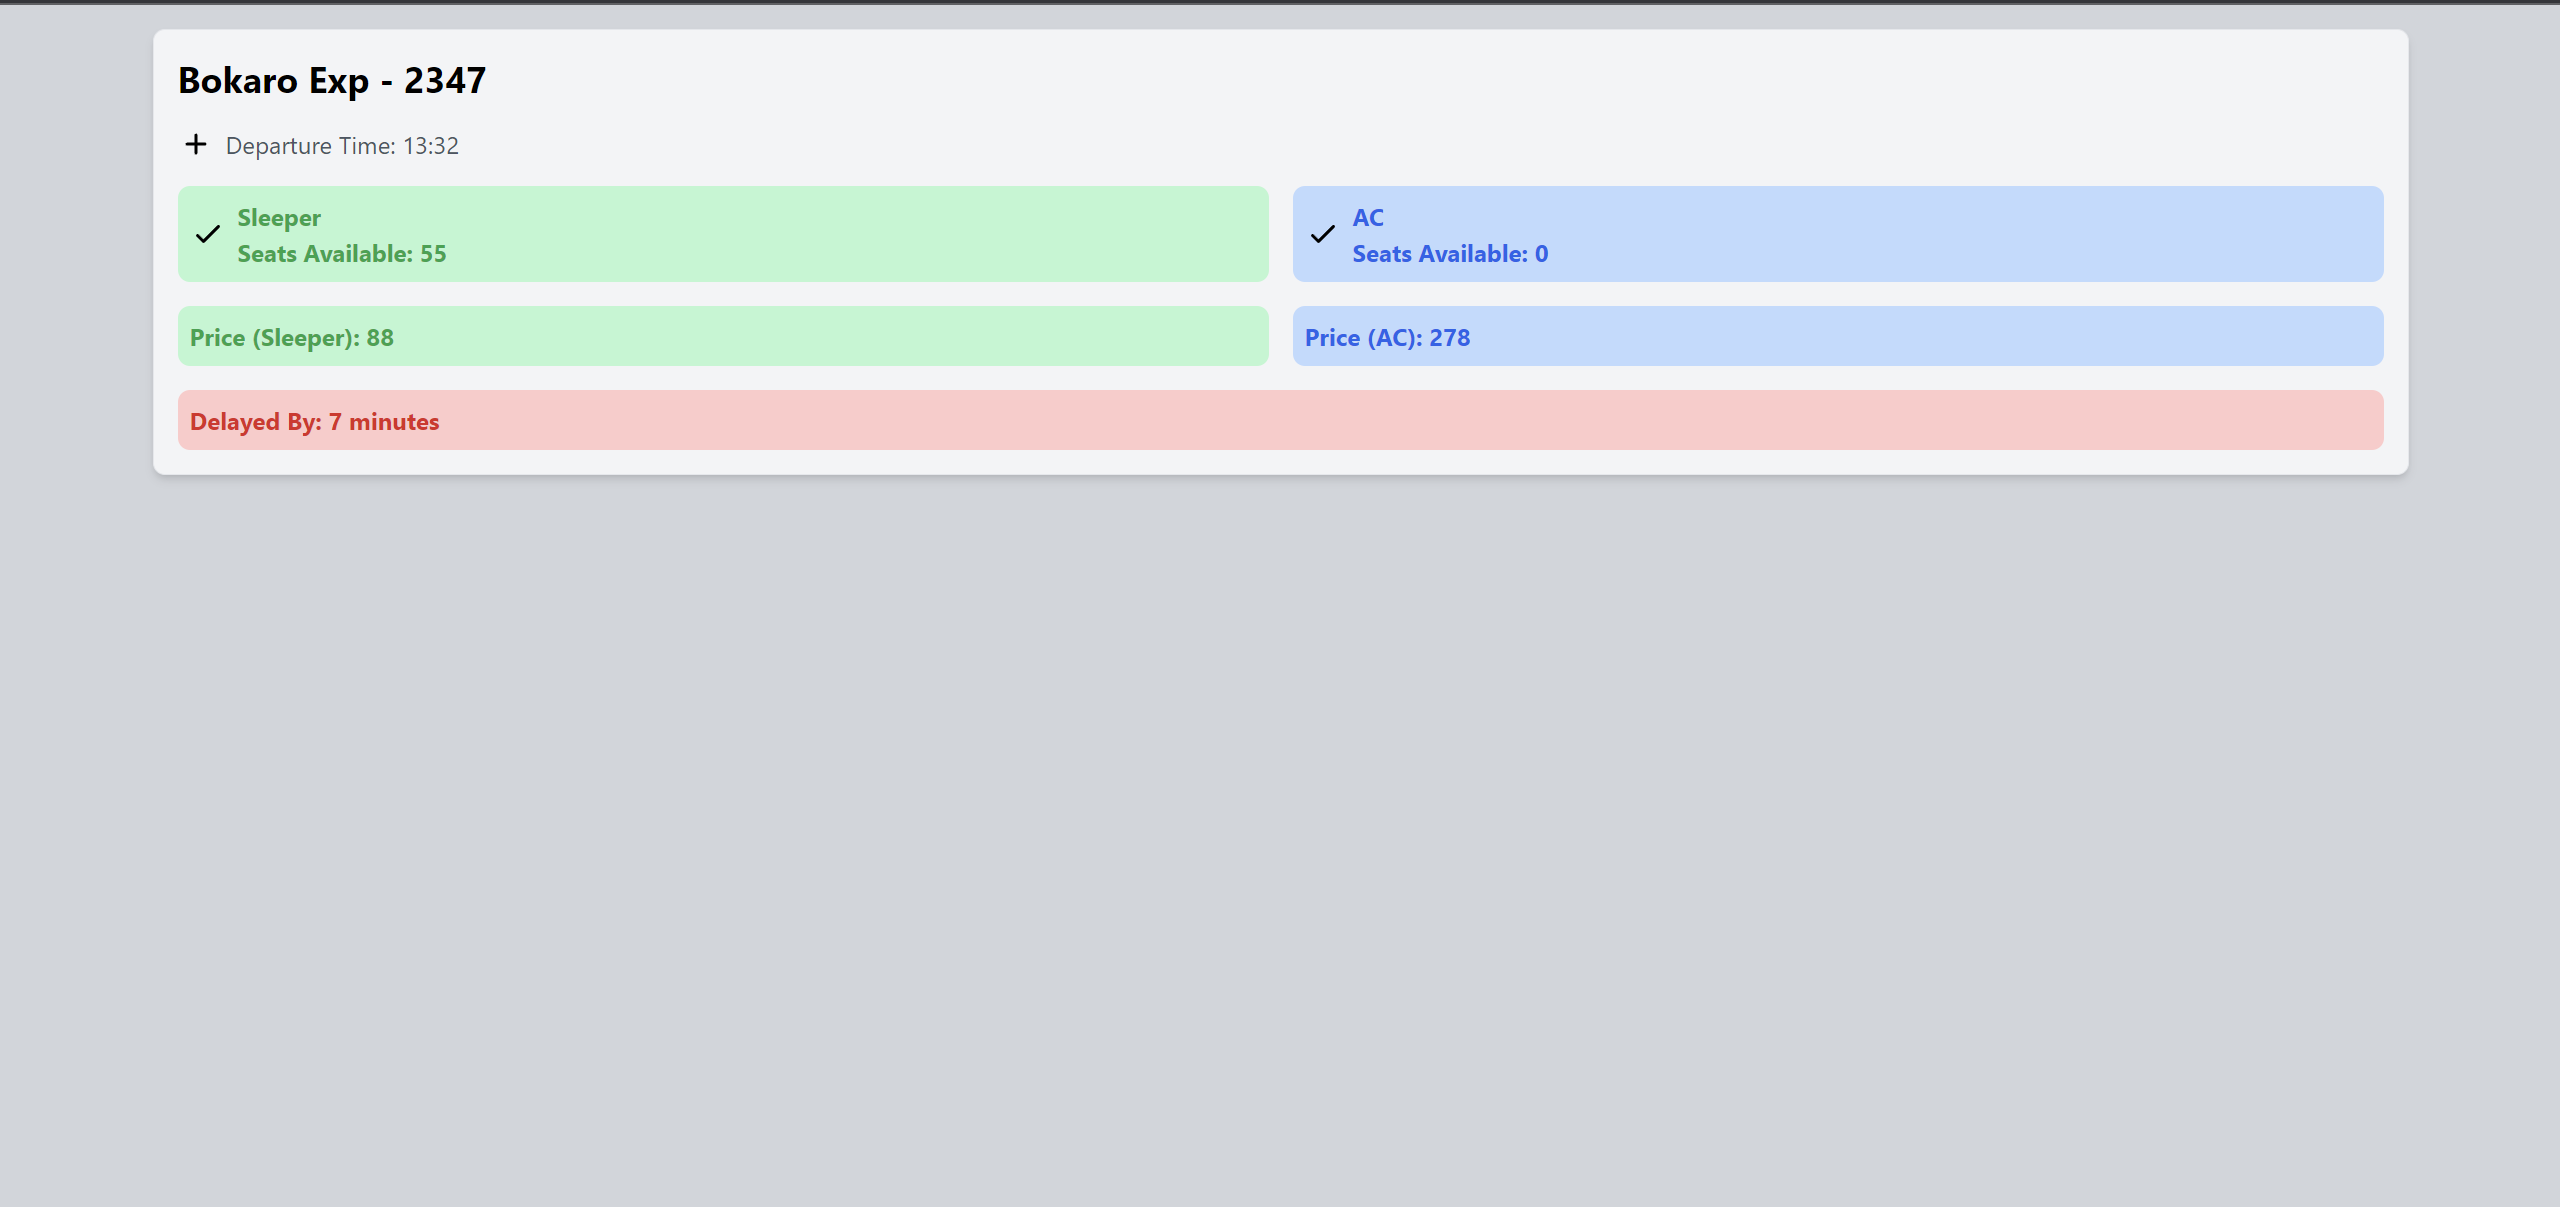 Bokaro Exp - 2347
Departure Time: 13:32
Sleeper
Seats Available: 55
AC
Seats Available: 0
Price (Sleeper): 88
Price (AC): 278
Delayed By: 7 minutes